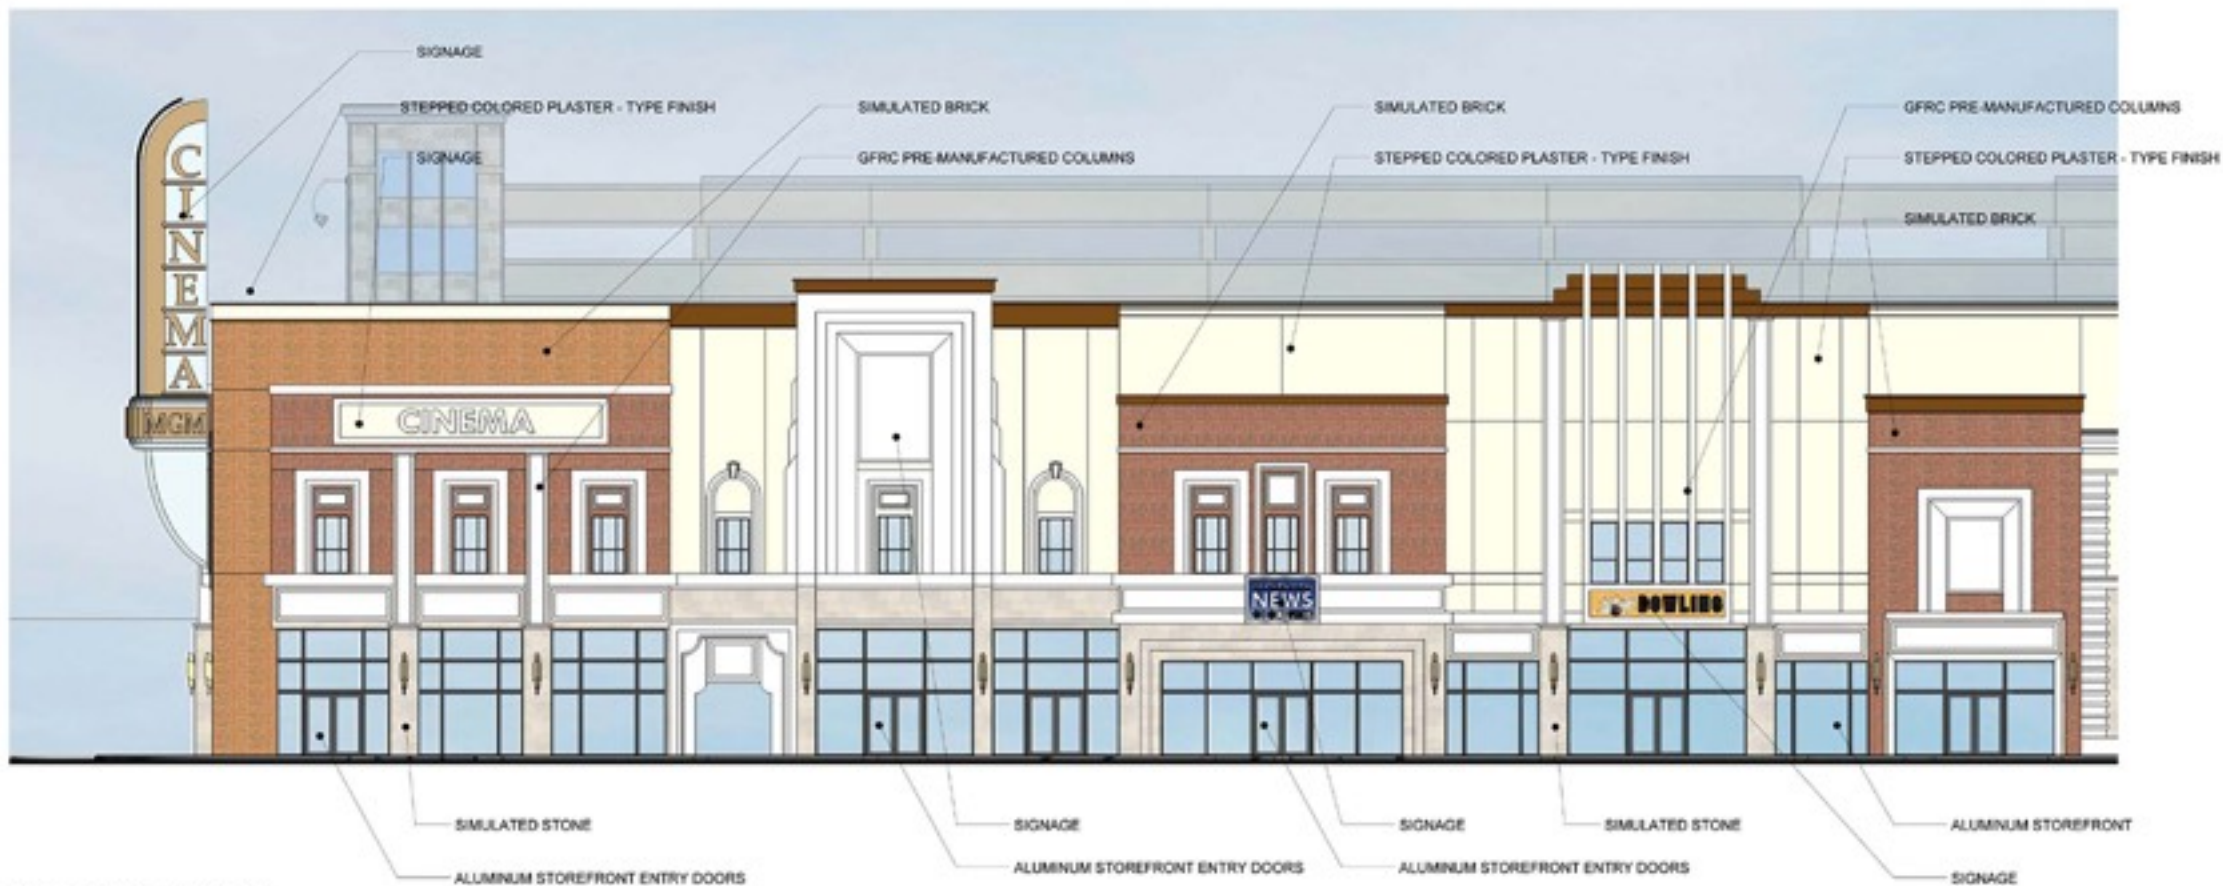 SIGNAGE
STEPPED COLORED PLASTER - TYPE FINISH
SIMULATED BRICK
SIMULATED BRICK
GFRC PRE-MANUFACTURED COLUMNS
SIGNAGE
GFRC PRE-MANUFACTURED COLUMNS
STEPPED COLORED PLASTER - TYPE FINISH
STEPPED COLORED PLASTER - TYPE FINISH
SIMULATED BRICK
CINEMA
MGM
CINEMA
NEWS
BOWLING
SIMULATED STONE
SIGNAGE
SIGNAGE
SIMULATED STONE
ALUMINUM STOREFRONT
ALUMINUM STOREFRONT ENTRY DOORS
ALUMINUM STOREFRONT ENTRY DOORS
ALUMINUM STOREFRONT ENTRY DOORS
SIGNAGE